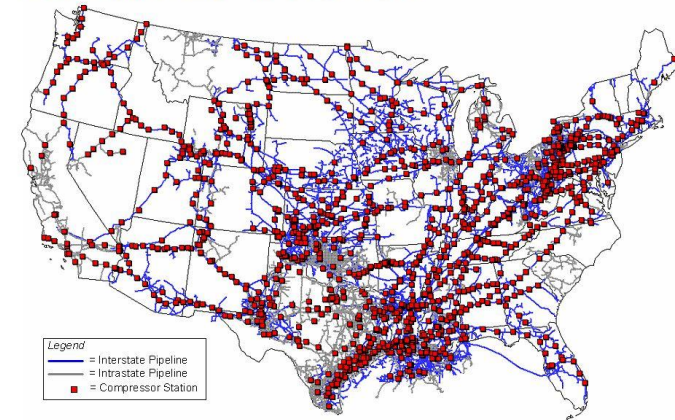 Legend
= Interstate Pipeline
= Intrastate Pipeline
= Compressor Station